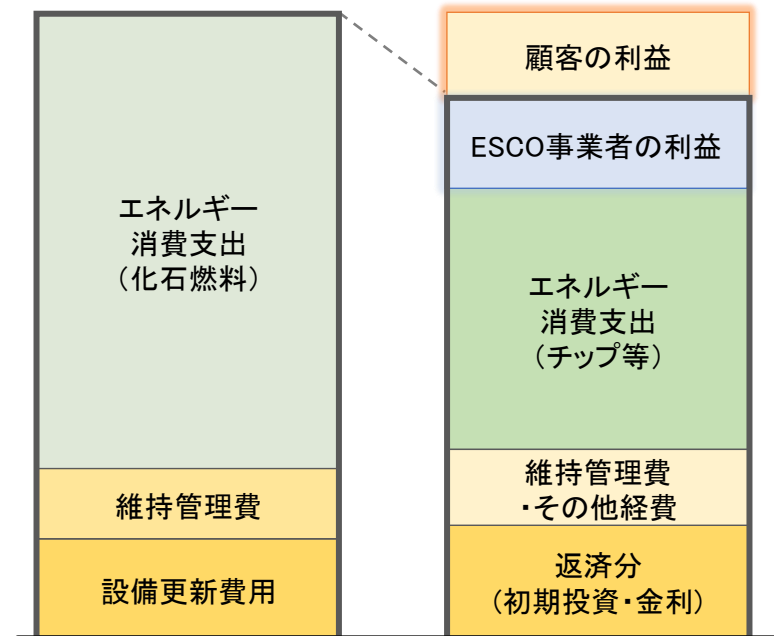 エネルギー
消費支出
（化石燃料）
維持管理費
設備更新費用
顧客の利益
ESCO事業者の利益
エネルギー
消費支出
（チップ等）
維持管理費
・その他経費
返済分
（初期投資・金利）